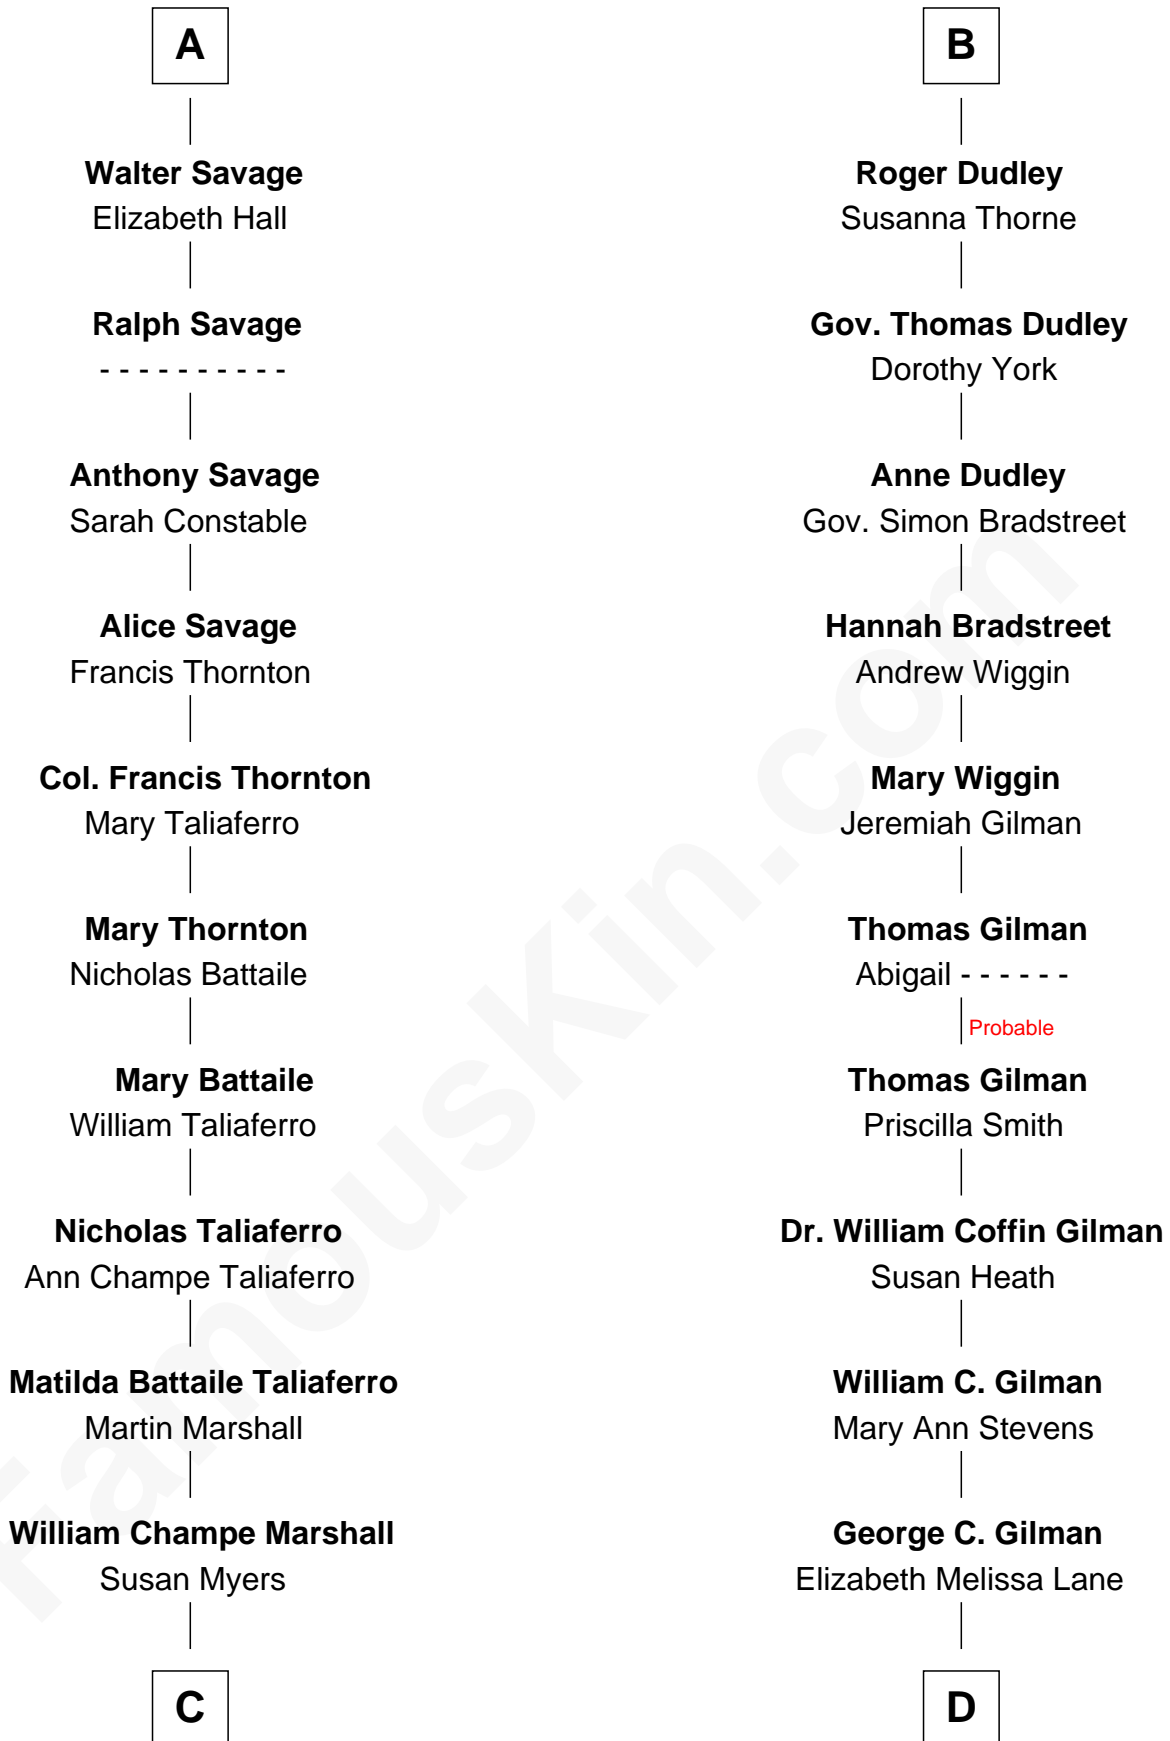 A
Walter Savage
Elizabeth Hall
Ralph Savage
- - - - - - - - - -
Anthony Savage
Sarah Constable
Alice Savage
Francis Thornton
Col. Francis Thornton
Mary Taliaferro
Mary Thornton
Nicholas Battaile
Mary Battaile
William Taliaferro
Nicholas Taliaferro
Ann Champe Taliaferro
Matilda Battaile Taliaferro
Martin Marshall
William Champe Marshall
Susan Myers
C
B
Roger Dudley
Susanna Thorne
Gov. Thomas Dudley
Dorothy York
Anne Dudley
Gov. Simon Bradstreet
Hannah Bradstreet
Andrew Wiggin
Mary Wiggin
Jeremiah Gilman
Thomas Gilman
Abigail - - - - - -
Probable
Thomas Gilman
Priscilla Smith
Dr. William Coffin Gilman
Susan Heath
William C. Gilman
Mary Ann Stevens
George C. Gilman
Elizabeth Melissa Lane
D
FamousKin.com